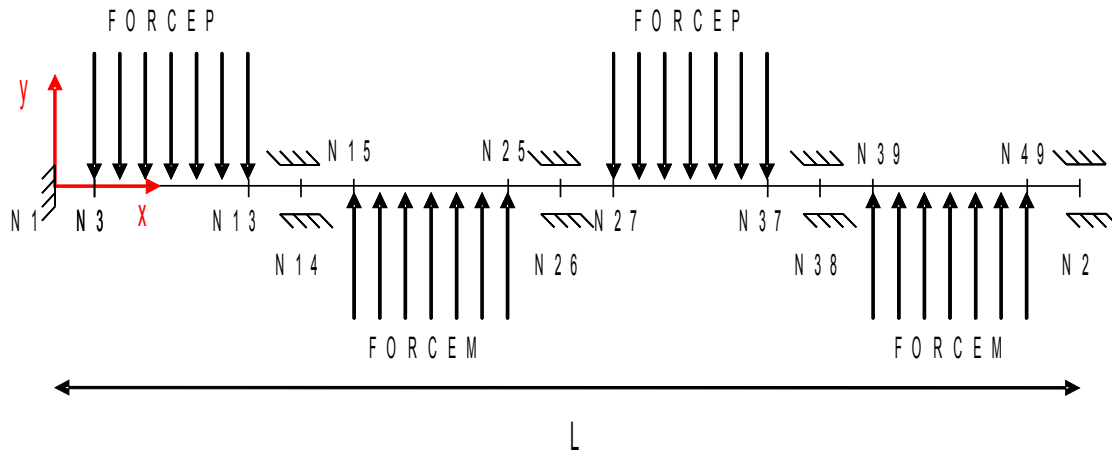 FORCEP FORCEP
y
N15 N25 N39 N49
N1 N3 x N13 N27 N37
N14 N26 N38 N2
FORCEM FORCEM
L